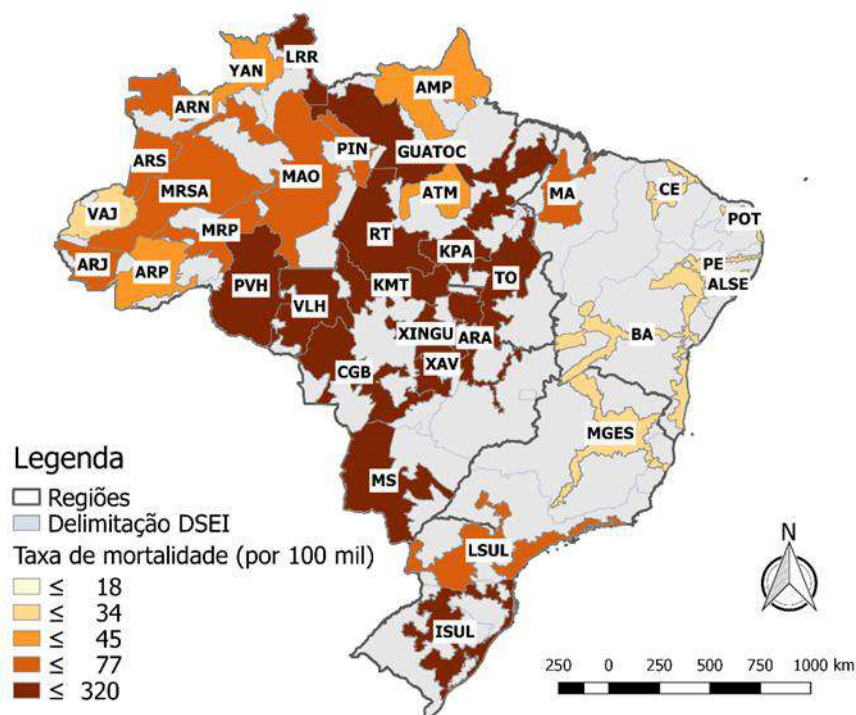 LRR
YAN
AMP
ARN
PIN
GUATOC
ARS
MAO
ATM
MA
CE
MRSA
VAJ
POT
MRP
RT
KPA
PE
ARJ
ARP
TO
ALSE
PVH
KMT
VLH
XINGU
ARA
BA
CGB
XAV
MGES
MS
LSUL
ISUL
Legenda
Regiões
Delimitação DSEI
Taxa de mortalidade (por 100 mil)
≤ 18
≤ 34
≤ 45
≤ 77
≤ 320
N
250 0 250 500 750 1000 km